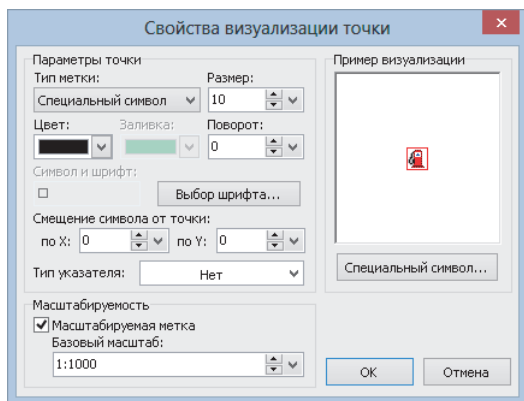 Свойства визуализации точки
Параметры точки
Тип метки:
Размер:
Специальный символ
10
Цвет:
Заливка:
Поворот:
0
Символ и шрифт:
Выбор шрифта...
Смещение символа от точки:
по X: 0
по Y: 0
Тип указателя:
Нет
Масштабируемость
Масштабируемая метка
Базовый масштаб:
1:1000
Пример визуализации
Специальный символ...
OK
Отмена